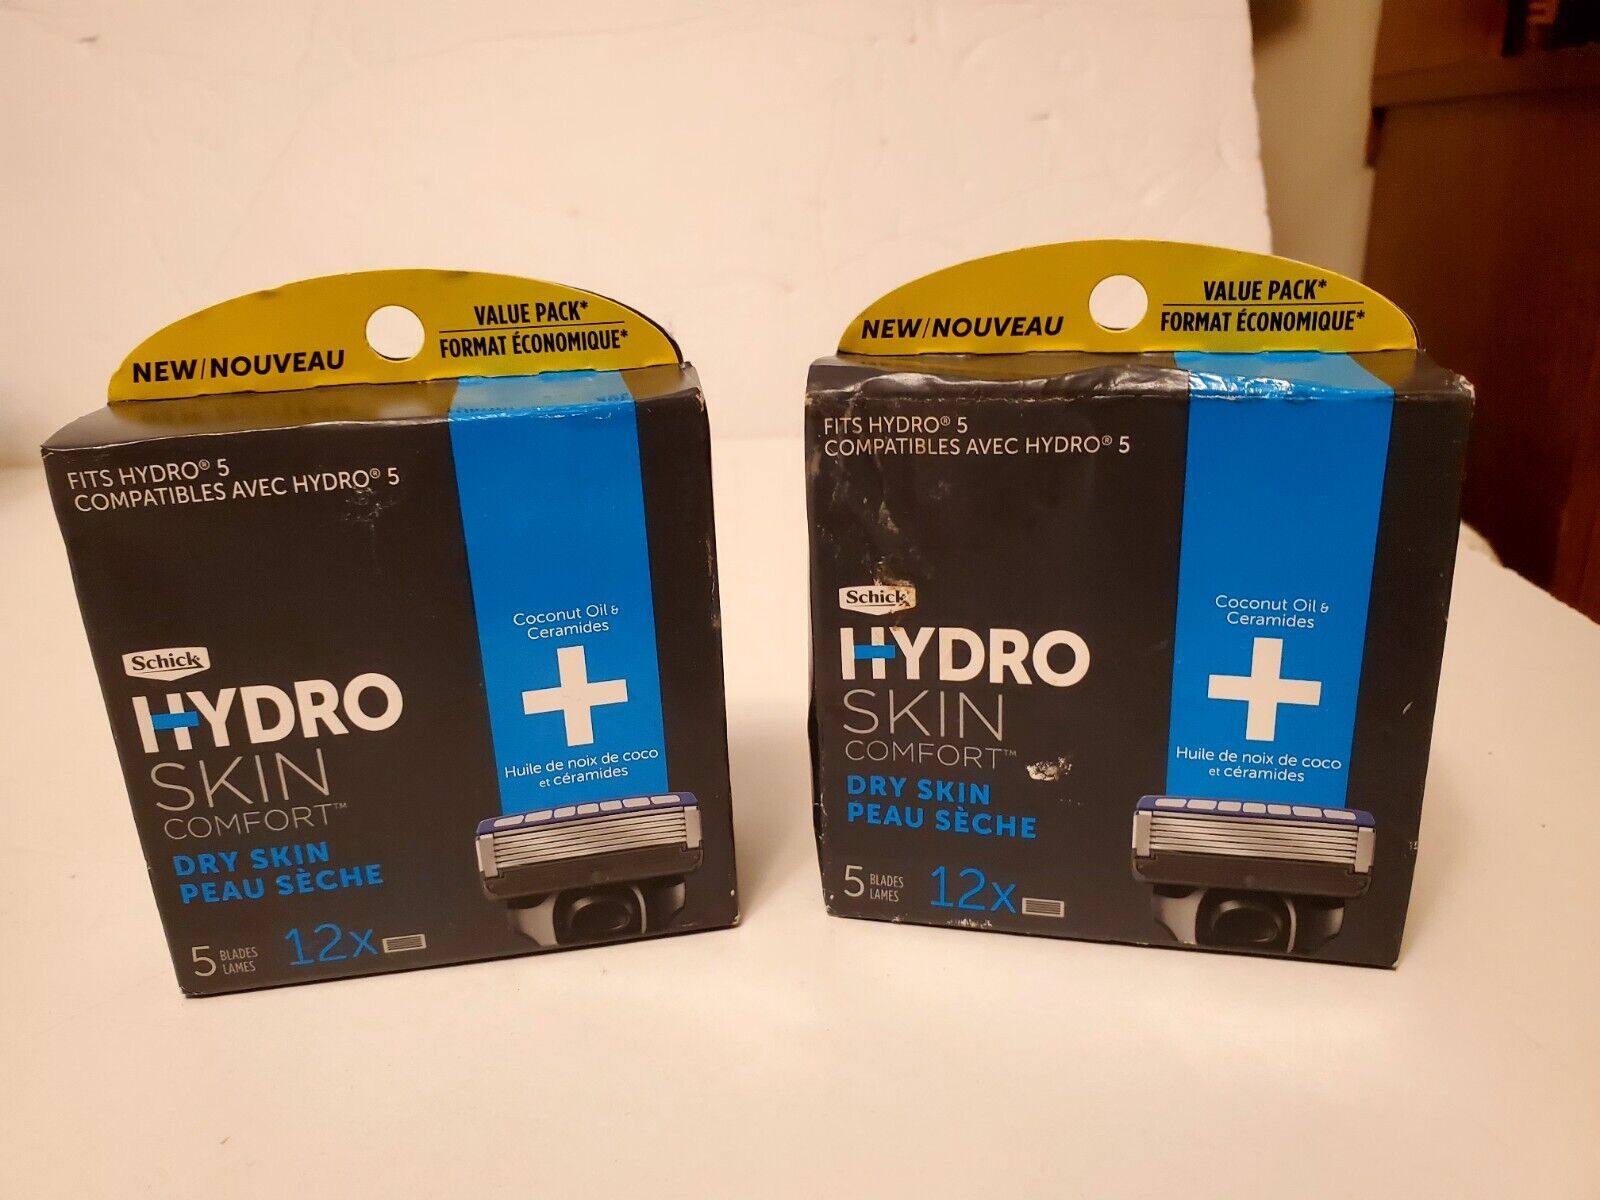 NEW/NOUVEAU
VALUE PACK*
FORMAT ÉCONOMIQUE*
FITS HYDRO® 5
COMPATIBLES AVEC HYDRO® 5
Coconut Oil &
Ceramides
Huile de noix de coco
et céramides
Schick
HYDRO
SKIN
COMFORT™
DRY SKIN
PEAU SÈCHE
5 BLADES
LAMES
12x
NEW/NOUVEAU
VALUE PACK*
FORMAT ÉCONOMIQUE*
FITS HYDRO® 5
COMPATIBLES AVEC HYDRO® 5
Coconut Oil &
Ceramides
Huile de noix de coco
et céramides
Schick
HYDRO
SKIN
COMFORT™
DRY SKIN
PEAU SÈCHE
5 BLADES
LAMES
12x